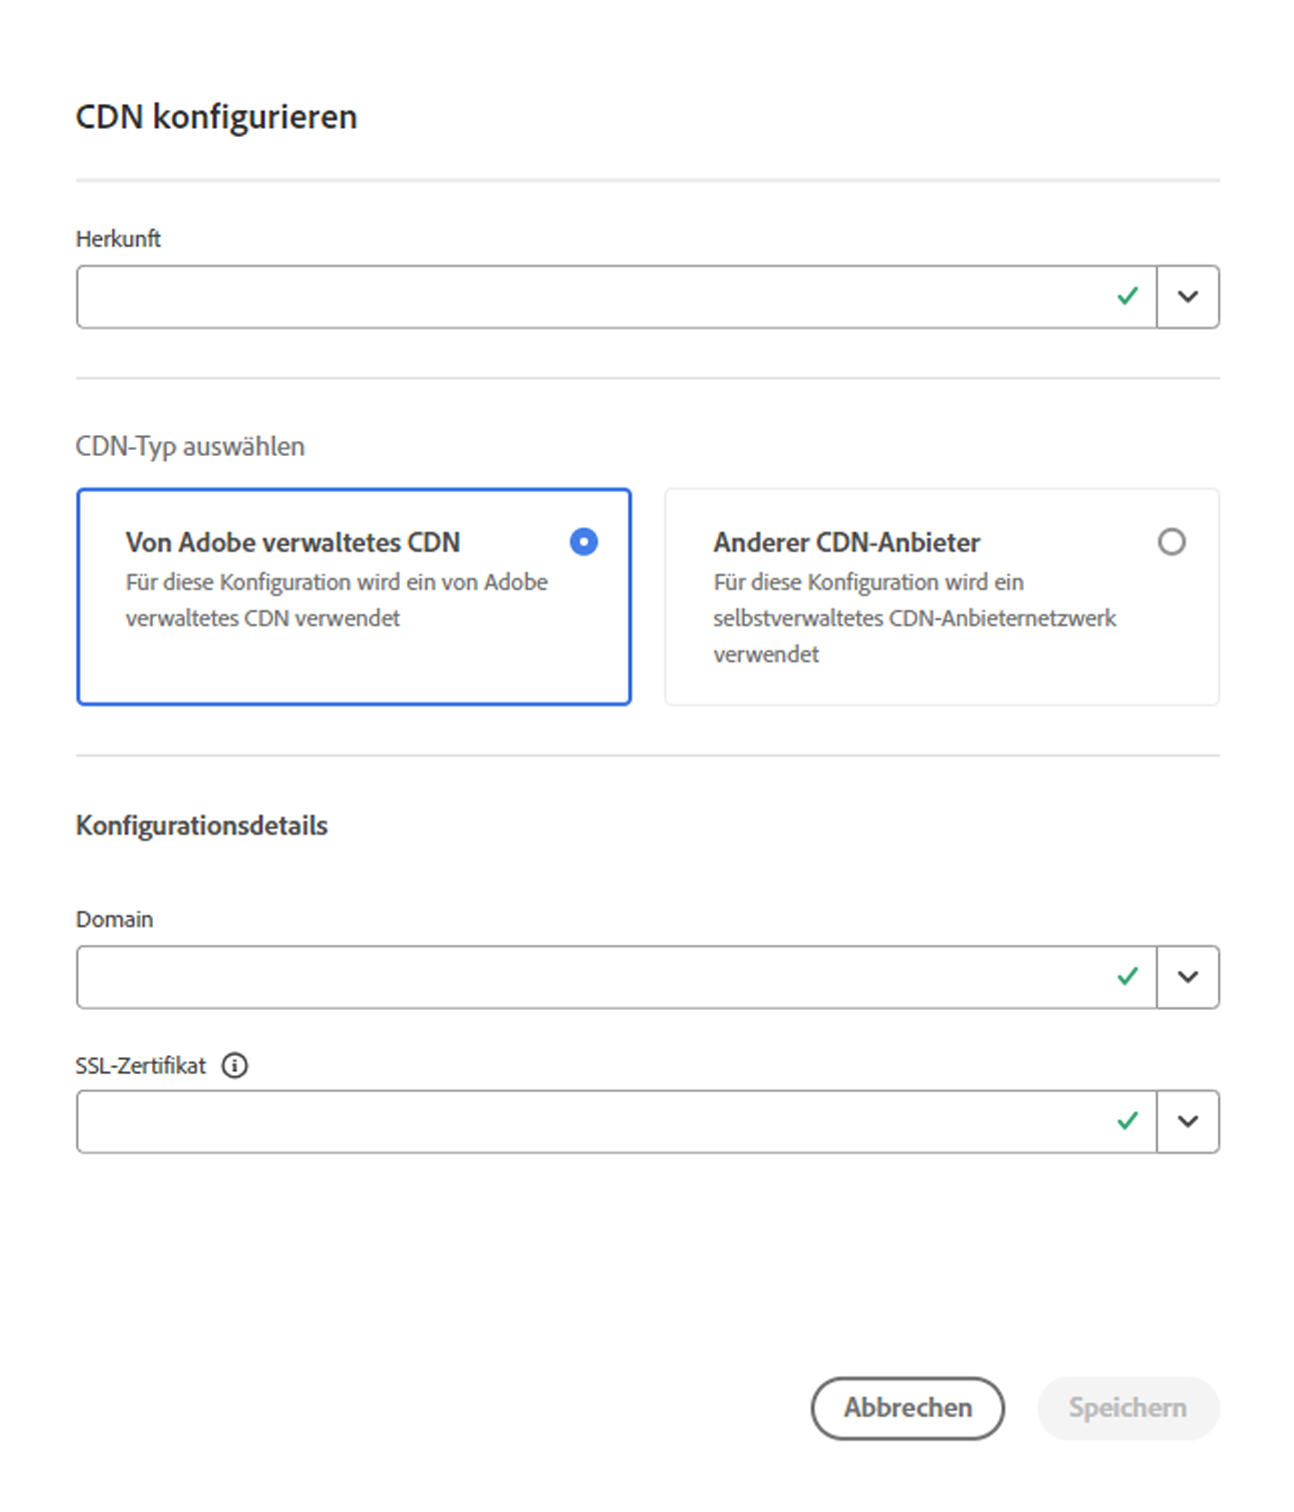 CDN konfigurieren
Herkunft
CDN-Typ auswählen
Von Adobe verwaltetes CDN
Für diese Konfiguration wird ein von Adobe
verwaltetes CDN verwendet
Anderer CDN-Anbieter
Für diese Konfiguration wird ein
selbstverwaltetes CDN-Anbieternetzwerk
verwendet
Konfigurationsdetails
Domain
SSL-Zertifikat
Abbrechen
Speichern